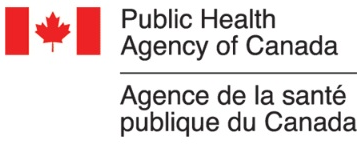 Public Health
Agency of Canada
Agence de la santé
publique du Canada